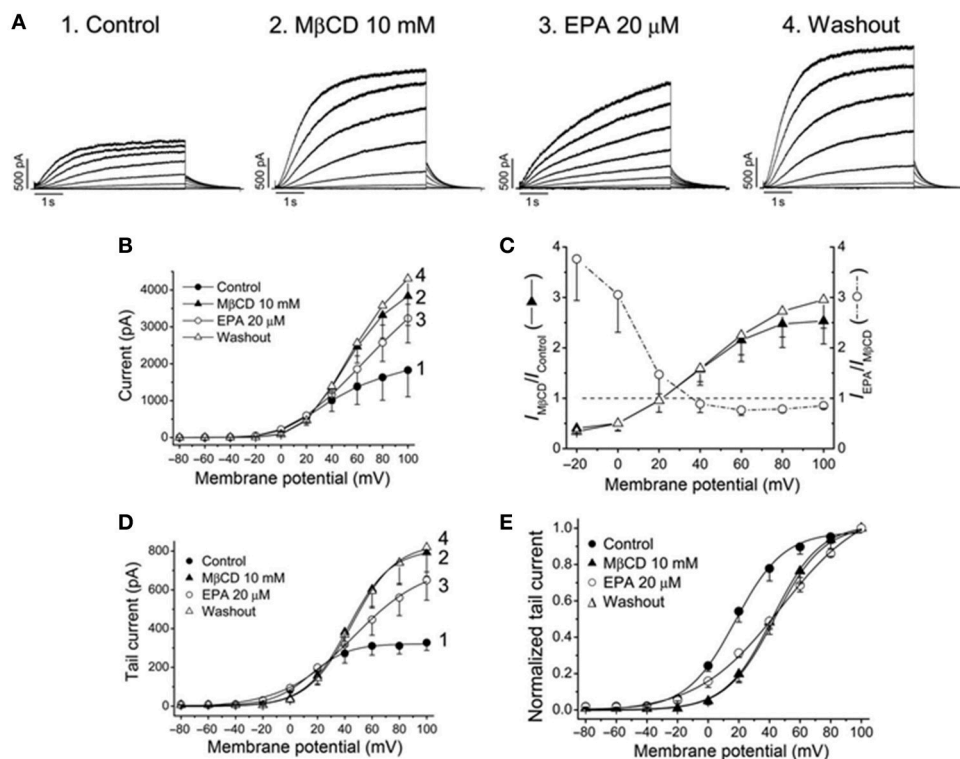 A
1. Control
2. MβCD 10 mM
3. EPA 20 μM
4. Washout
500 pA
1s
500 pA
1s
500 pA
1s
500 pA
1s
B
Current (pA)
4000
3000
2000
1000
0
Control
MβCD 10 mM
EPA 20 μM
Washout
4
2
3
1
−80 −60 −40 −20 0 20 40 60 80 100
Membrane potential (mV)
C
I MβCD/I Control (—▲—)
4
3
2
1
0
4
3
2
1
0
I EPA/I MβCD (—○—)
−20 0 20 40 60 80 100
Membrane potential (mV)
D
Tail current (pA)
800
600
400
200
0
Control
MβCD 10 mM
EPA 20 μM
Washout
4
2
3
1
−80 −60 −40 −20 0 20 40 60 80 100
Membrane potential (mV)
E
Normalized tail current
1.0
0.8
0.6
0.4
0.2
0.0
Control
MβCD 10 mM
EPA 20 μM
Washout
−80 −60 −40 −20 0 20 40 60 80 100
Membrane potential (mV)